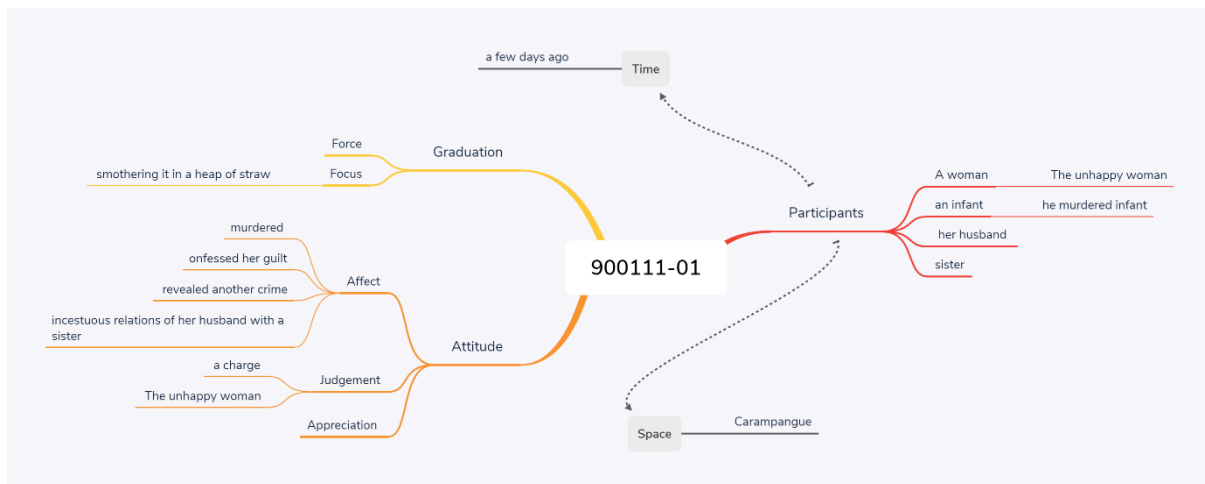 a few days ago
Time
Force
Graduation
smothering it in a heap of straw
Focus
A woman
The unhappy woman
Participants
an infant
he murdered infant
her husband
sister
900111-01
murdered
onfessed her guilt
Affect
revealed another crime
incestuous relations of her husband with a
sister
Attitude
a charge
Judgement
The unhappy woman
Appreciation
Space
Carampangue